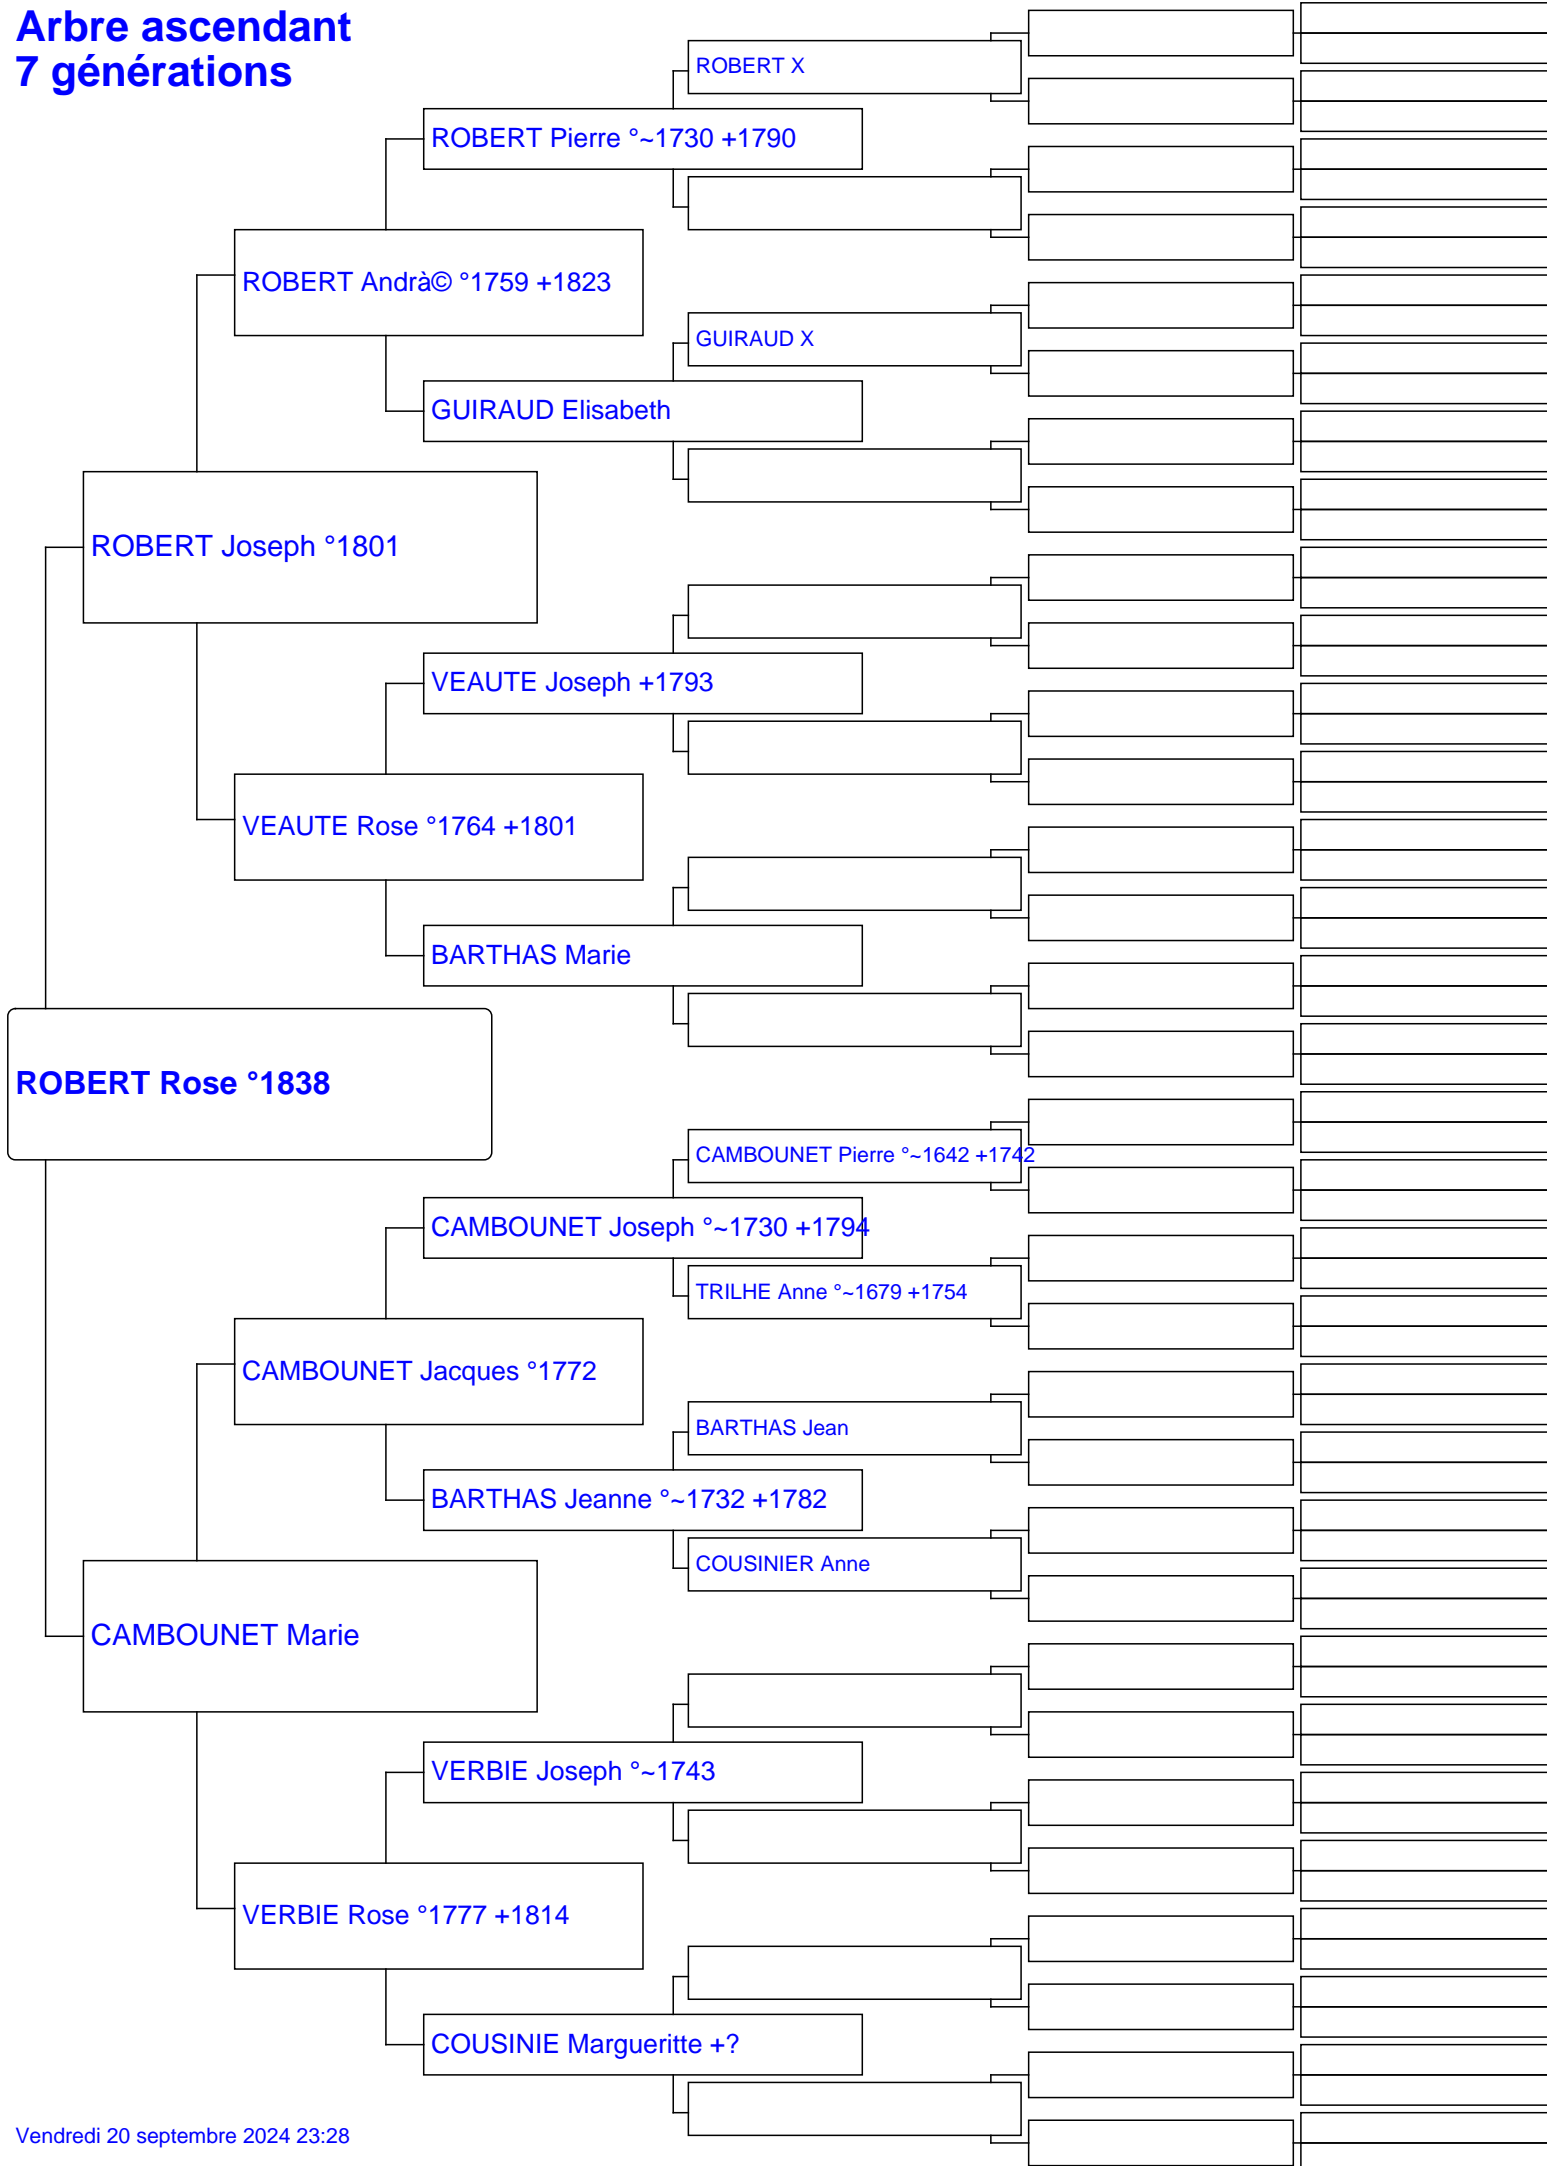 Arbre ascendant
7 générations
ROBERT X
ROBERT Pierre °~1730 +1790
ROBERT Andrà© °1759 +1823
GUIRAUD X
GUIRAUD Elisabeth
ROBERT Joseph °1801
VEAUTE Joseph +1793
VEAUTE Rose °1764 +1801
BARTHAS Marie
ROBERT Rose °1838
CAMBOUNET Pierre °~1642 +1742
CAMBOUNET Joseph °~1730 +1794
TRILHE Anne °~1679 +1754
CAMBOUNET Jacques °1772
BARTHAS Jean
BARTHAS Jeanne °~1732 +1782
COUSINIER Anne
CAMBOUNET Marie
VERBIE Joseph °~1743
VERBIE Rose °1777 +1814
COUSINIE Margueritte +?
Vendredi 20 septembre 2024 23:28